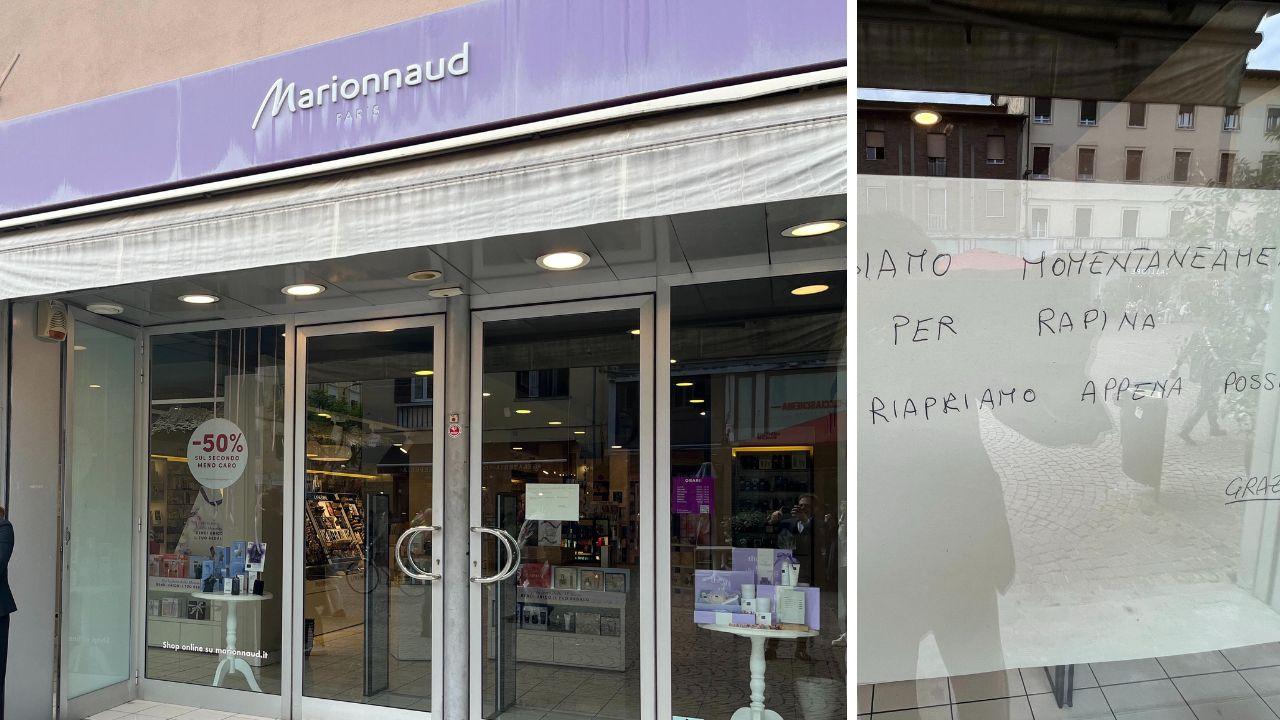 Marionnaud
PARIS
-50%
SUL SECONDO
MENO CARO
Shop online su marionnaud.it
ORARI
IAMO MOMENTANEAME
PER RAPINA
RIAPRIAMO APPENA POSS
GRAZ